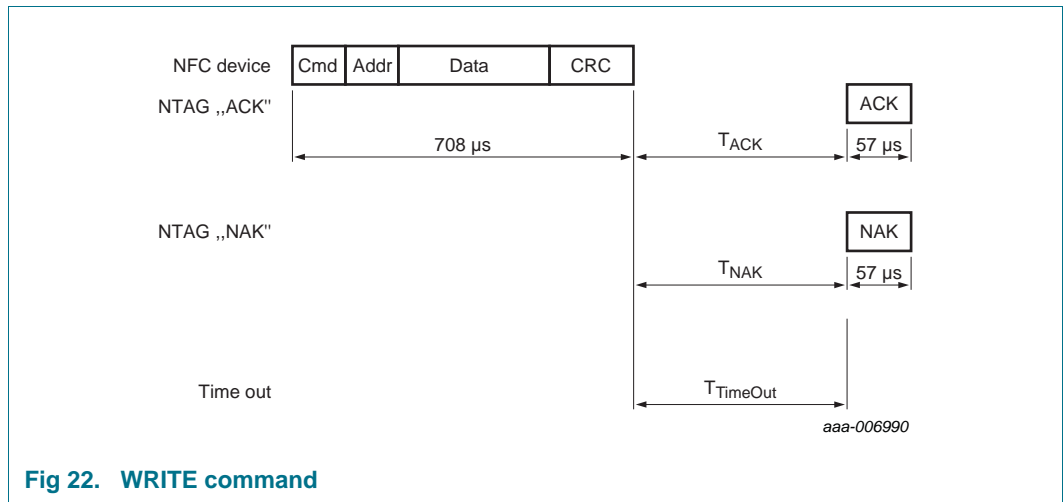 NFC device Cmd Addr Data CRC
NTAG ,,ACK" ACK
708 µs TACK 57 µs
NTAG ,,NAK" NAK
TNAK 57 µs
Time out TTimeOut
aaa-006990
Fig 22. WRITE command